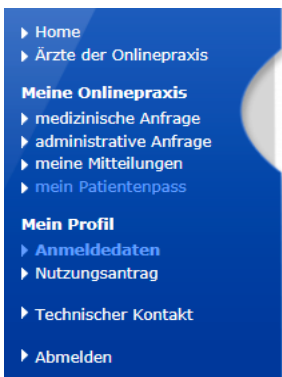 Home
Ärzte der Onlinepraxis
Meine Onlinepraxis
medizinische Anfrage
administrative Anfrage
meine Mitteilungen
mein Patientenpass
Mein Profil
Anmeldedaten
Nutzungsantrag
Technischer Kontakt
Abmelden